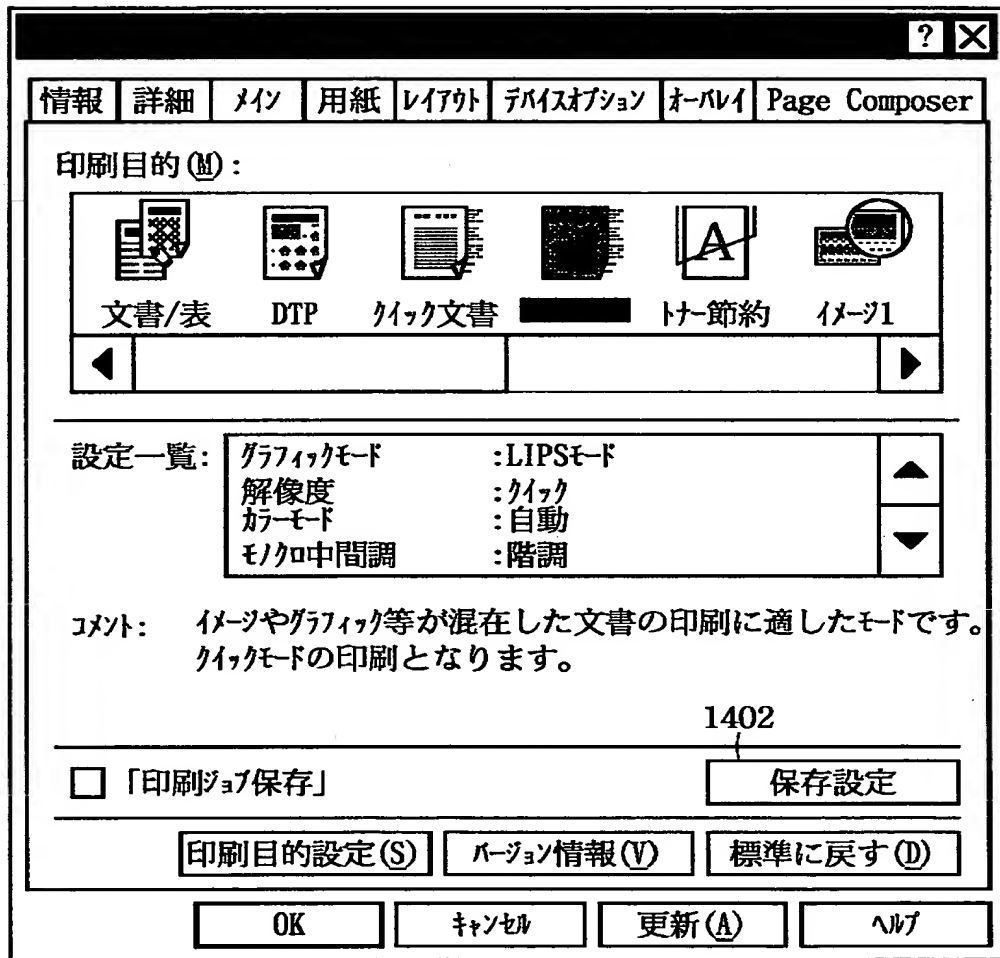 ?
情報 詳細 ﾒｲﾝ 用紙 ﾚｲｱｳﾄ ﾃﾞﾊﾞｲｽｵﾌﾟｼｮﾝ ｵｰﾊﾞﾚｲ Page Composer
印刷目的(M):
A
文書/表 DTP ｸｲｯｸ文書 ﾄﾅｰ節約 ｲﾒｰｼﾞ1
設定一覧: ｸﾞﾗﾌｨｯｸﾓｰﾄﾞ :LIPSﾓｰﾄﾞ
解像度 :ｸｲｯｸ
ｶﾗｰﾓｰﾄﾞ :自動
ﾓﾉｸﾛ中間調 :階調
ｺﾒﾝﾄ: ｲﾒｰｼﾞやｸﾞﾗﾌｨｯｸ等が混在した文書の印刷に適したﾓｰﾄﾞです。
ｸｲｯｸﾓｰﾄﾞの印刷となります。
1402
「印刷ｼﾞｮﾌﾞ保存」 保存設定
印刷目的設定(S) ﾊﾞｰｼﾞｮﾝ情報(V) 標準に戻す(D)
OK ｷｬﾝｾﾙ 更新(A) ﾍﾙﾌﾟ